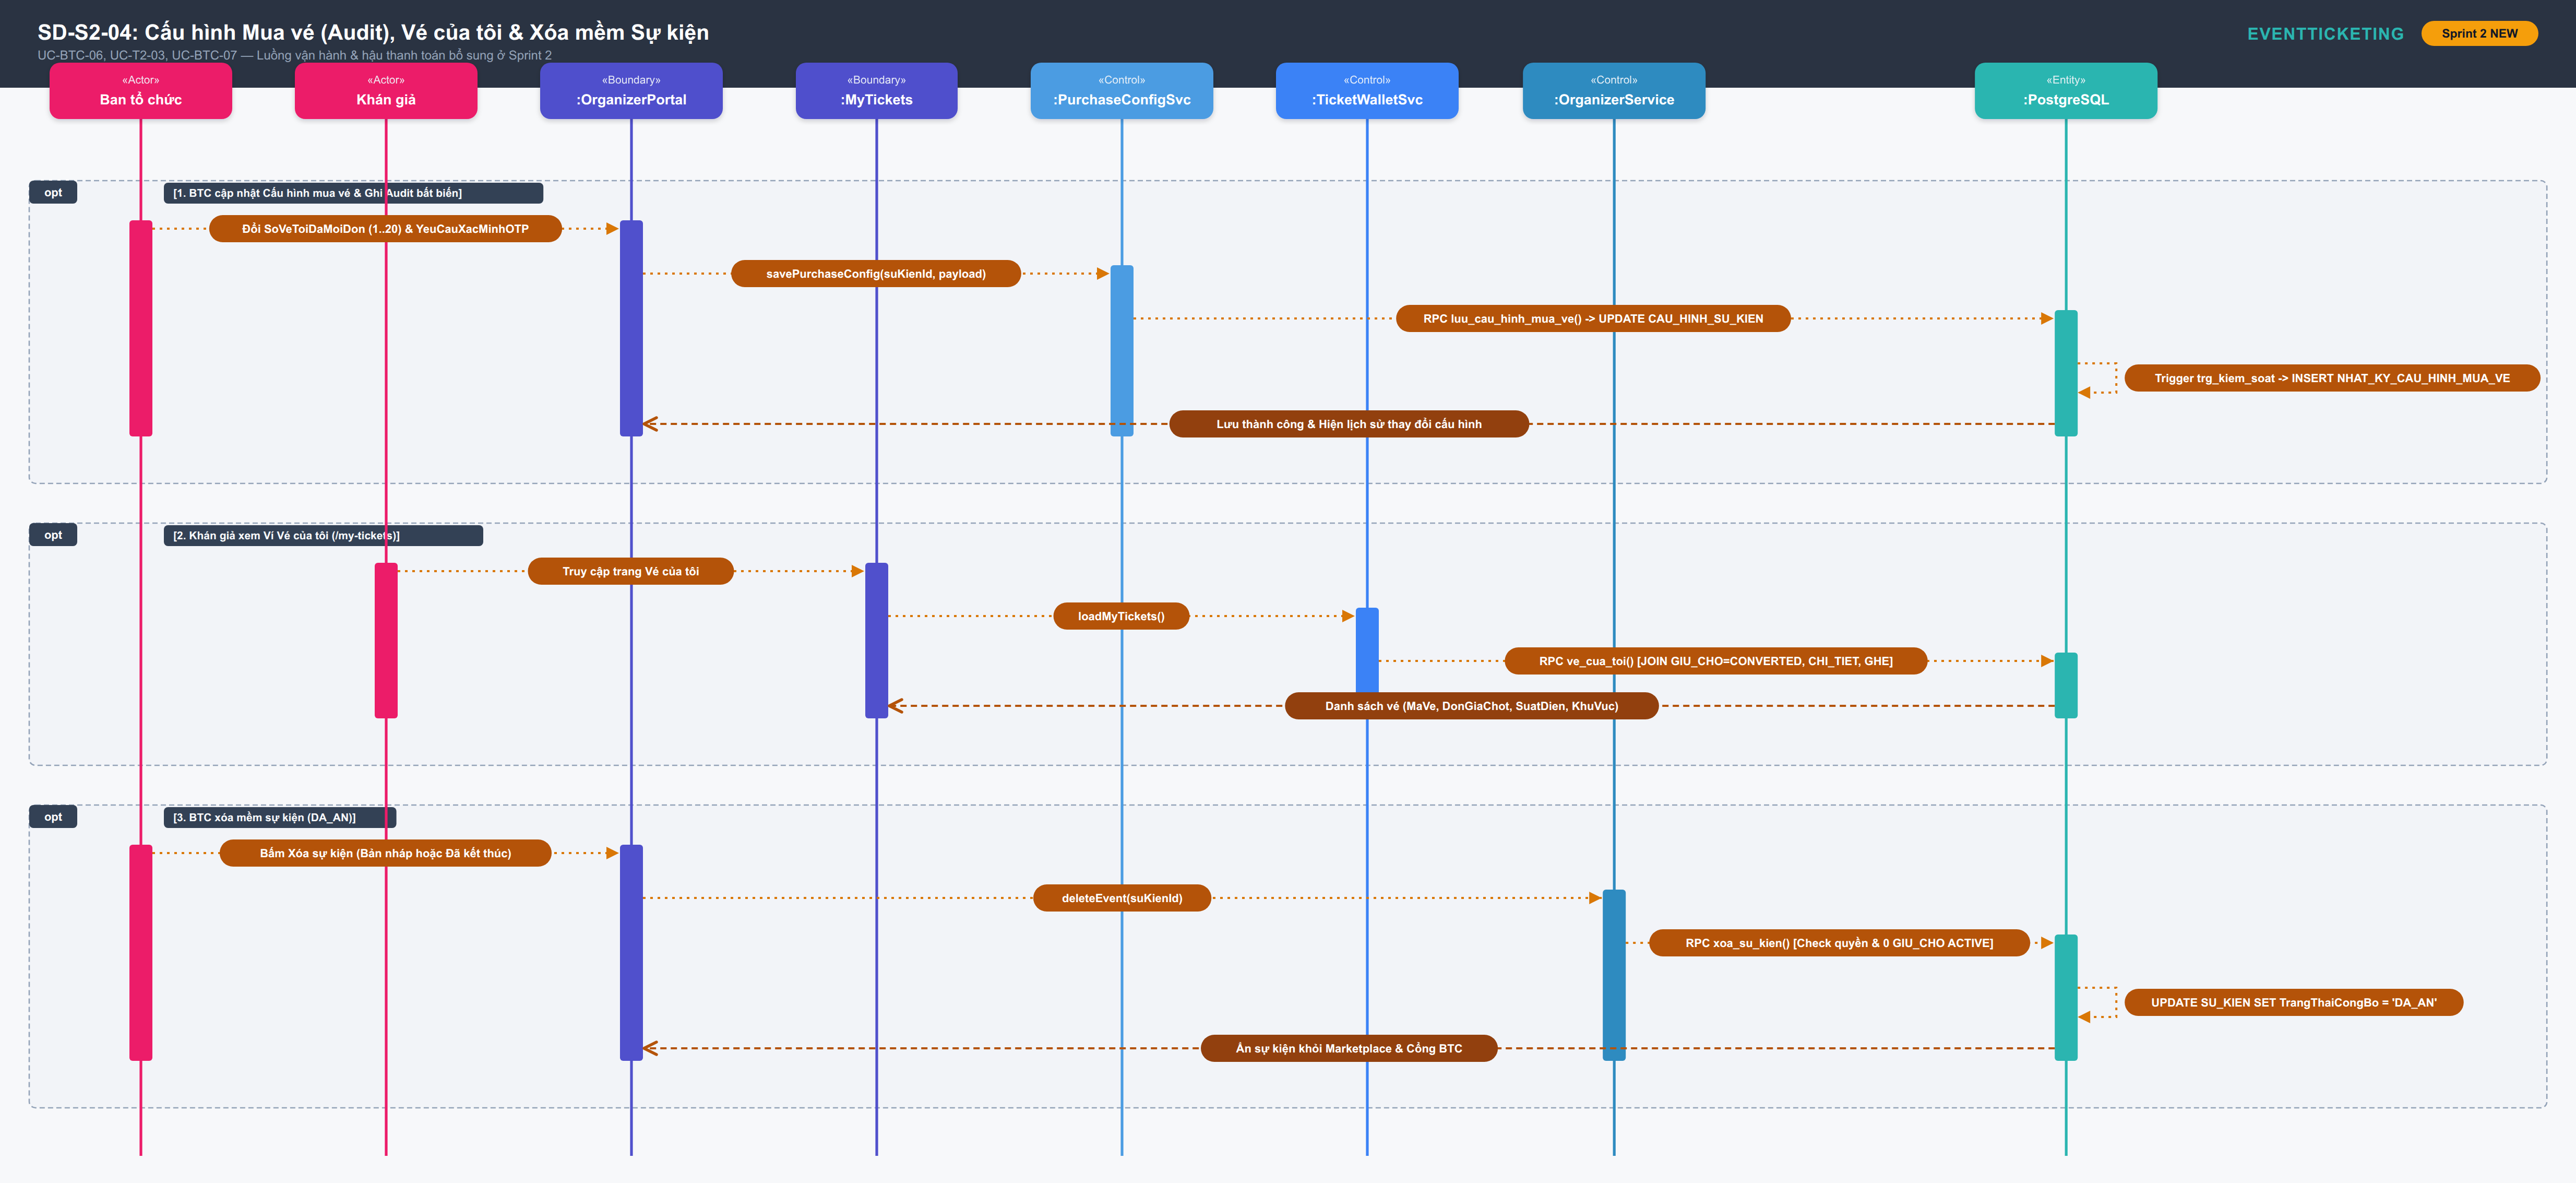 SD-S2-04: Cấu hình Mua vé (Audit), Vé của tôi & Xóa mềm Sự kiện
UC-BTC-06, UC-T2-03, UC-BTC-07 — Luồng vận hành & hậu thanh toán bổ sung ở Sprint 2
EVENTTICKETING
Sprint 2 NEW
«Actor»
Ban tổ chức
«Actor»
Khán giả
«Boundary»
:OrganizerPortal
«Boundary»
:MyTickets
«Control»
:PurchaseConfigSvc
«Control»
:TicketWalletSvc
«Control»
:OrganizerService
«Entity»
:PostgreSQL
opt
[1. BTC cập nhật Cấu hình mua vé & Ghi Audit bất biến]
Đổi SoVeToiDaMoiDon (1..20) & YeuCauXacMinhOTP
savePurchaseConfig(suKienId, payload)
RPC luu_cau_hinh_mua_ve() -> UPDATE CAU_HINH_SU_KIEN
Trigger trg_kiem_soat -> INSERT NHAT_KY_CAU_HINH_MUA_VE
Lưu thành công & Hiện lịch sử thay đổi cấu hình
opt
[2. Khán giả xem Ví Vé của tôi (/my-tickets)]
Truy cập trang Vé của tôi
loadMyTickets()
RPC ve_cua_toi() [JOIN GIU_CHO=CONVERTED, CHI_TIET, GHE]
Danh sách vé (MaVe, DonGiaChot, SuatDien, KhuVuc)
opt
[3. BTC xóa mềm sự kiện (DA_AN)]
Bấm Xóa sự kiện (Bản nháp hoặc Đã kết thúc)
deleteEvent(suKienId)
RPC xoa_su_kien() [Check quyền & 0 GIU_CHO ACTIVE]
UPDATE SU_KIEN SET TrangThaiCongBo = 'DA_AN'
Ẩn sự kiện khỏi Marketplace & Cổng BTC